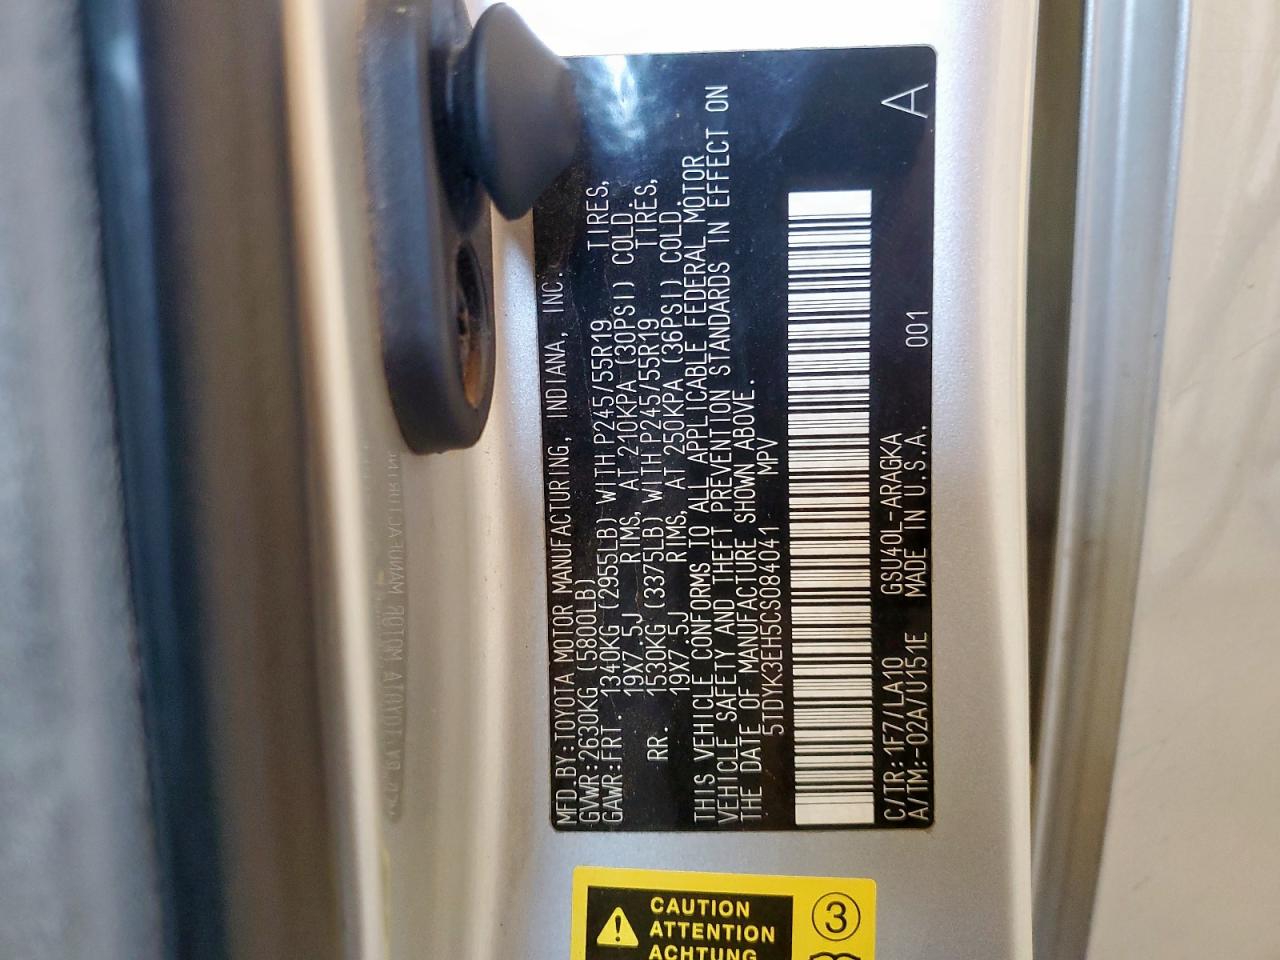 MFD.BY:TOYOTA MOTOR MANUFACTURING, INDIANA, INC.
GVWR:2630KG (5800LB)
GAWR:FRT. 1340KG (2955LB) WITH P245/55R19 TIRES,
19X7.5J RIMS, AT 210KPA (30PSI) COLD.
RR. 1530KG (3375LB) WITH P245/55R19 TIRES,
19X7.5J RIMS, AT 250KPA (36PSI) COLD.
THIS VEHICLE CONFORMS TO ALL APPLICABLE FEDERAL MOTOR
VEHICLE SAFETY AND THEFT PREVENTION STANDARDS IN EFFECT ON
THE DATE OF MANUFACTURE SHOWN ABOVE.
5TDYK3EH5CS084041 MPV
C/TR:1F7/LA10 GSU40L-ARAGKA
A/TM:-02A/U151E MADE IN U.S.A. 001 A
CAUTION
ATTENTION
ACHTUNG
3